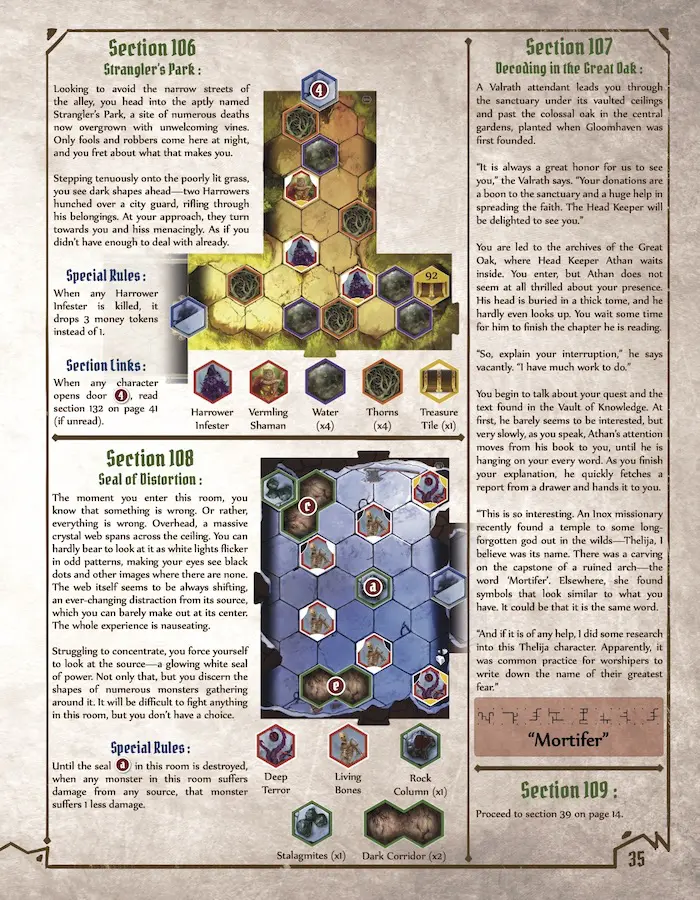 Section 106
Strangler's Park :
Looking to avoid the narrow streets of
the alley, you head into the aptly named
Strangler's Park, a site of numerous deaths
now overgrown with unwelcoming vines.
Only fools and robbers come here at night,
and you fret about what that makes you.
Stepping tenuously onto the poorly lit grass,
you see dark shapes ahead—two Harrowers
hunched over a city guard, rifling through
his belongings. At your approach, they turn
towards you and hiss menacingly. As if you
didn't have enough to deal with already.
Special Rules :
When any Harrower
Infester is killed, it
drops 3 money tokens
instead of 1.
Section Links :
When any character
opens door 4, read
section 132 on page 41
(if unread).
4
92
Harrower
Infester
Vermling
Shaman
Water
(x4)
Thorns
(x4)
Treasure
Tile (x1)
Section 108
Seal of Distortion :
The moment you enter this room, you
know that something is wrong. Or rather,
everything is wrong. Overhead, a massive
crystal web spans across the ceiling. You can
hardly bear to look at it as white lights flicker
in odd patterns, making your eyes see black
dots and other images where there are none.
The web itself seems to be always shifting,
an ever-changing distraction from its source,
which you can barely make out at its center.
The whole experience is nauseating.
Struggling to concentrate, you force yourself
to look at the source—a glowing white seal
of power. Not only that, but you discern the
shapes of numerous monsters gathering
around it. It will be difficult to fight anything
in this room, but you don't have a choice.
Special Rules :
Until the seal a in this room is destroyed,
when any monster in this room suffers
damage from any source, that monster
suffers 1 less damage.
c
a
e
Deep
Terror
Living
Bones
Rock
Column (x1)
Stalagmites (x1)
Dark Corridor (x2)
Section 107
Decoding in the Great Oak :
A Valrath attendant leads you through
the sanctuary under its vaulted ceilings
and past the colossal oak in the central
gardens, planted when Gloomhaven was
first founded.
“It is always a great honor for us to see
you,” the Valrath says. “Your donations are
a boon to the sanctuary and a huge help in
spreading the faith. The Head Keeper will
be delighted to see you.”
You are led to the archives of the Great
Oak, where Head Keeper Athan waits
inside. You enter, but Athan does not
seem at all thrilled about your presence.
His head is buried in a thick tome, and he
hardly even looks up. You wait some time
for him to finish the chapter he is reading.
“So, explain your interruption,” he says
vacantly. “I have much work to do.”
You begin to talk about your quest and the
text found in the Vault of Knowledge. At
first, he barely seems to be interested, but
very slowly, as you speak, Athan's attention
moves from his book to you, until he is
hanging on your every word. As you finish
your explanation, he quickly fetches a
report from a drawer and hands it to you.
“This is so interesting. An Inox missionary
recently found a temple to some long-
forgotten god out in the wilds—Thelija, I
believe was its name. There was a carving
on the capstone of a ruined arch—the
word ‘Mortifer’. Elsewhere, she found
symbols that look similar to what you
have. It could be that it is the same word.
“And if it is of any help, I did some research
into this Thelija character. Apparently, it
was common practice for worshipers to
write down the name of their greatest
fear.”
“Mortifer”
Section 109 :
Proceed to section 39 on page 14.
35